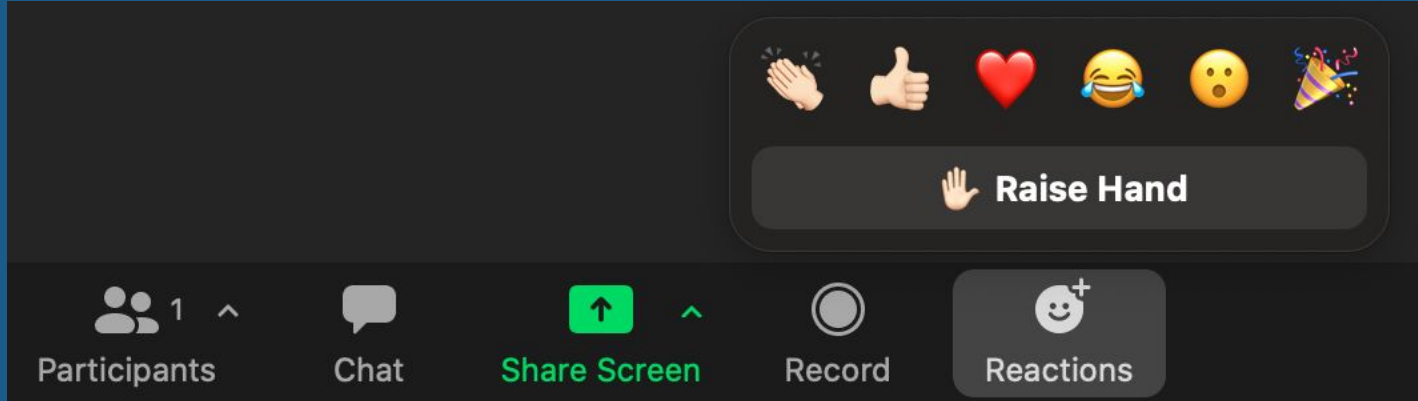 Raise Hand
1
Participants
Chat
Share Screen
Record
Reactions